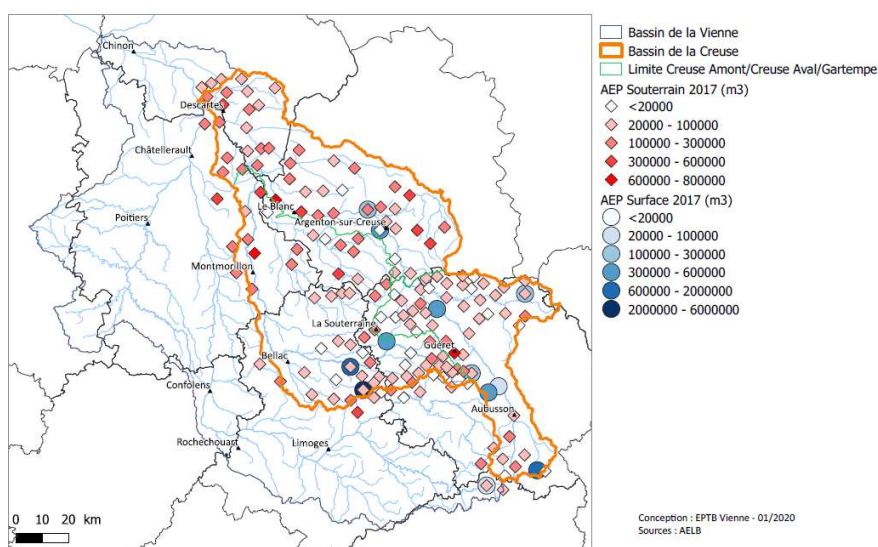 Chinon
Descartes
Châtellerault
Le Blanc
Poitiers
Argenton-sur-Creuse
Montmorillon
La Souterraine
Guéret
Bellac
Confolens
Aubusson
Rochechouart
Limoges
0 10 20 km
Bassin de la Vienne
Bassin de la Creuse
Limite Creuse Amont/Creuse Aval/Gartempe
AEP Souterrain 2017 (m3)
<20000
20000 - 100000
100000 - 300000
300000 - 600000
600000 - 800000
AEP Surface 2017 (m3)
<20000
20000 - 100000
100000 - 300000
300000 - 600000
600000 - 2000000
2000000 - 6000000
Conception : EPTB Vienne - 01/2020
Sources : AELB